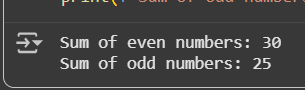 Sum of even numbers: 30
Sum of odd numbers: 25